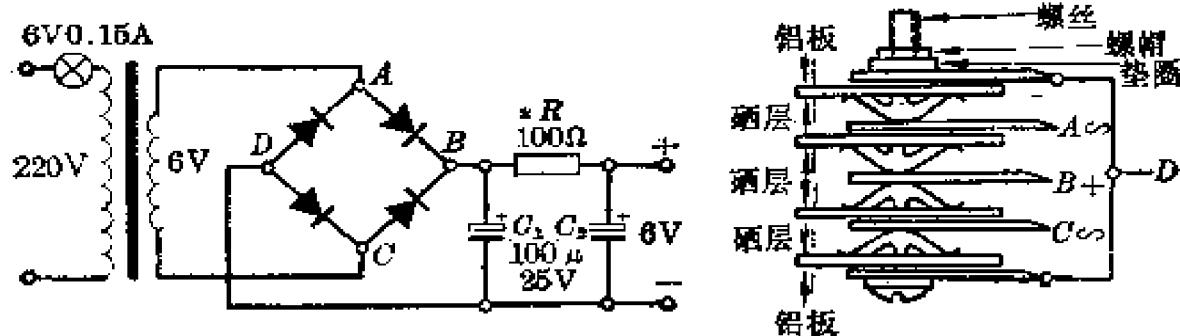 6V0.15A
220V
6V
A
B
C
D
* R
100Ω
+
C₁
C₂
100μ
25V
6V
−
铝板
螺丝
螺帽
垫圈
硒层
硒层
硒层
A∽
B+
C∽
D
铝板